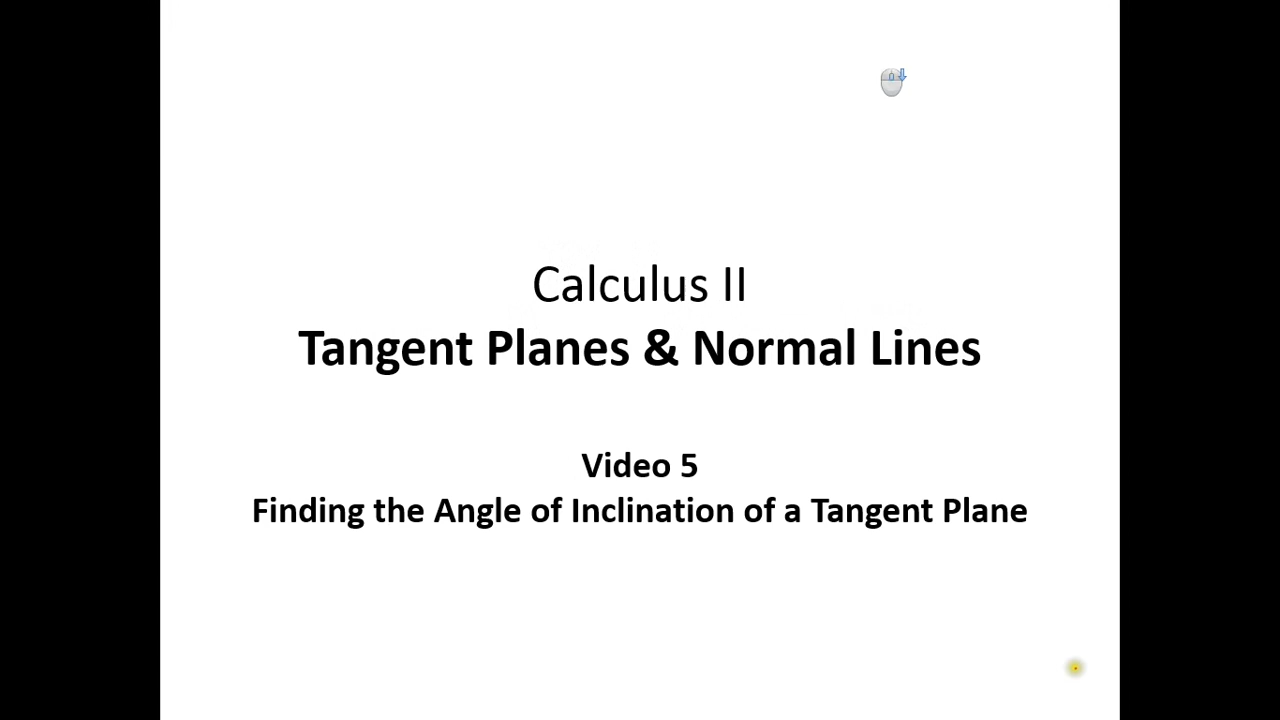 Calculus II
Tangent Planes & Normal Lines
Video 5
Finding the Angle of Inclination of a Tangent Plane